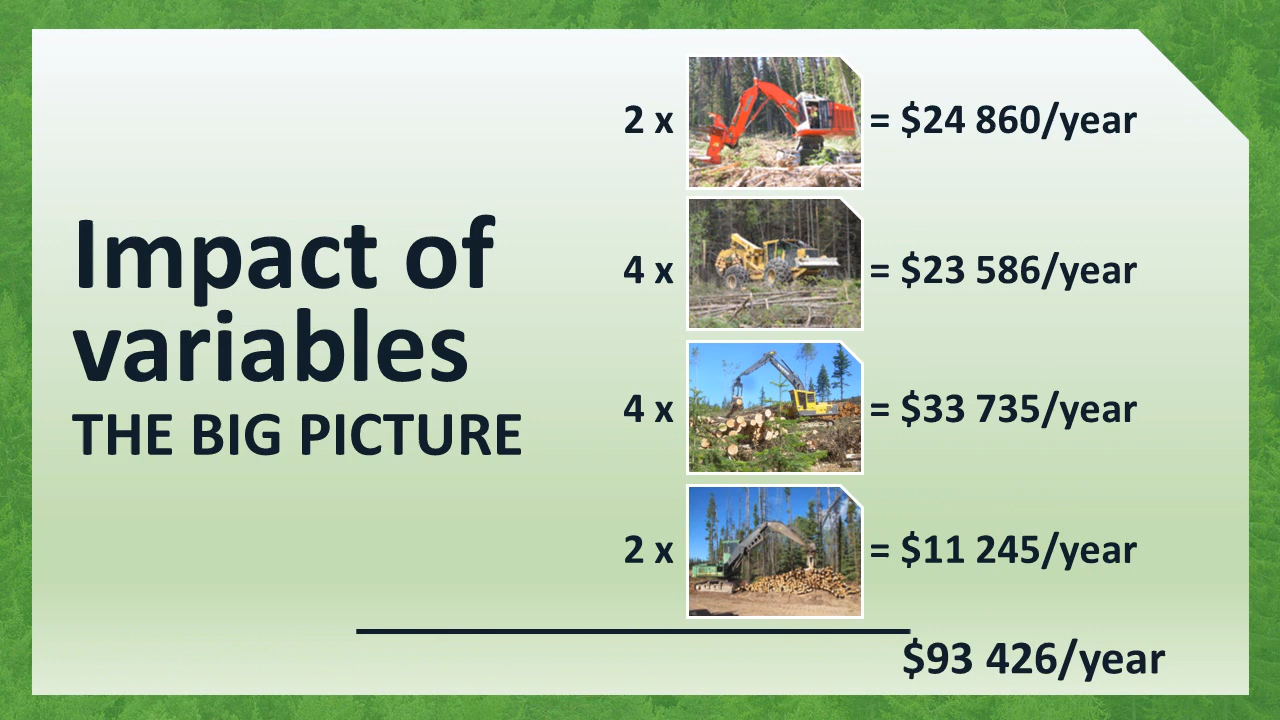 Impact of
variables
THE BIG PICTURE
2 x = $24 860/year
4 x = $23 586/year
4 x = $33 735/year
2 x = $11 245/year
$93 426/year